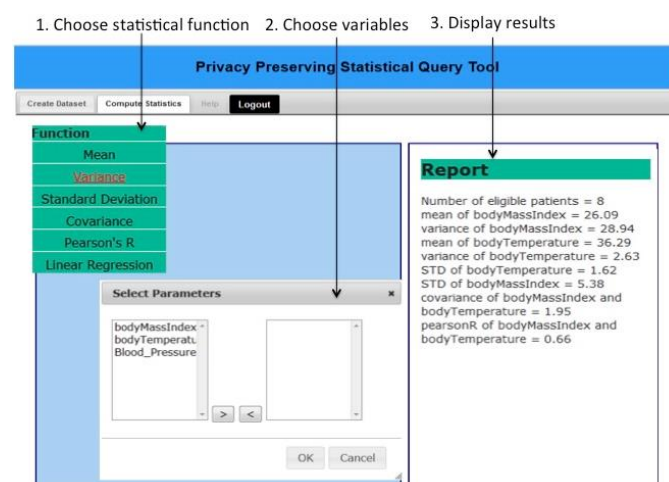 1. Choose statistical function 2. Choose variables 3. Display results
Privacy Preserving Statistical Query Tool
Create Dataset Compute Statistics Help Logout
Function
Mean
Variance
Standard Deviation
Covariance
Pearson's R
Linear Regression
Select Parameters ×
bodyMassIndex
bodyTemperatu
Blood_Pressure
> <
OK Cancel
Report
Number of eligible patients = 8
mean of bodyMassIndex = 26.09
variance of bodyMassIndex = 28.94
mean of bodyTemperature = 36.29
variance of bodyTemperature = 2.63
STD of bodyTemperature = 1.62
STD of bodyMassIndex = 5.38
covariance of bodyMassIndex and
bodyTemperature = 1.95
pearsonR of bodyMassIndex and
bodyTemperature = 0.66